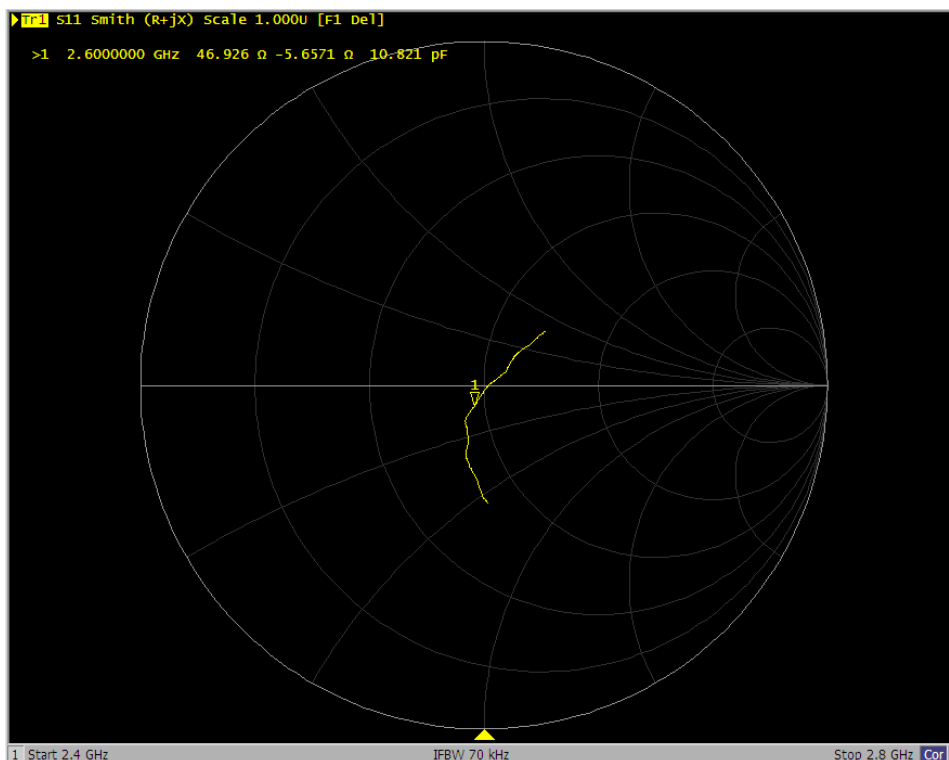 Tr1 S11 Smith (R+jX) Scale 1.000U [F1 Del]
>1 2.6000000 GHz 46.926 Ω -5.6571 Ω 10.821 pF
1
1 Start 2.4 GHz IFBW 70 kHz Stop 2.8 GHz Cor